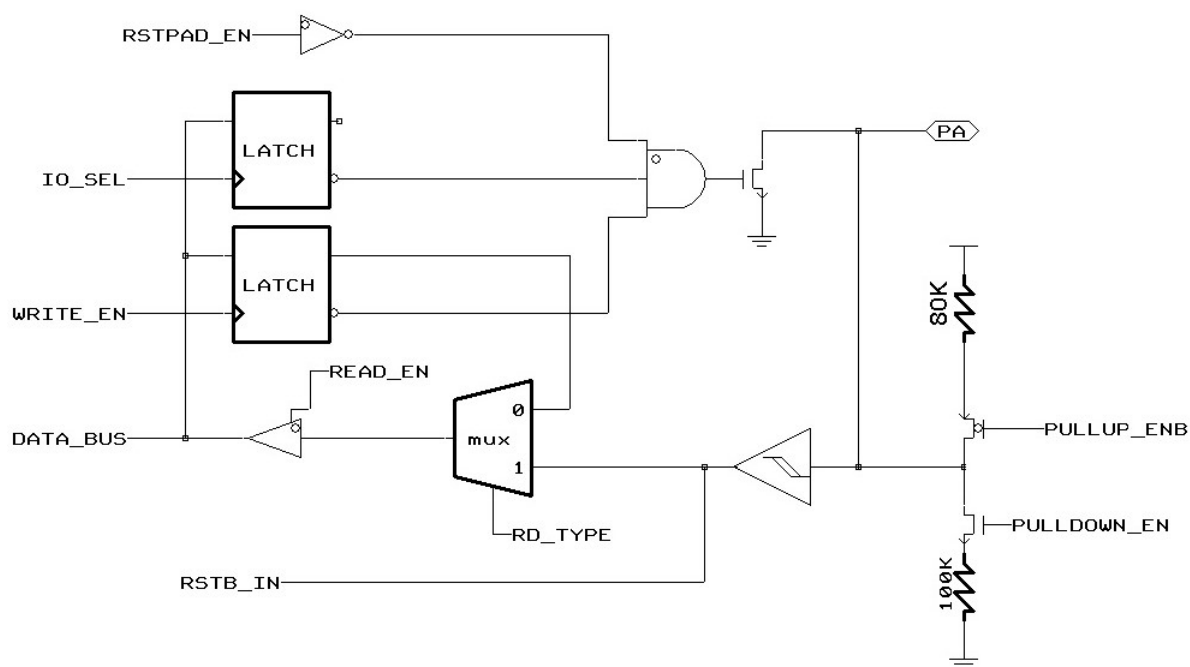 RSTPAD_EN
LATCH
PA
IO_SEL
LATCH
WRITE_EN
80K
READ_EN
0
DATA_BUS
mux
PULLUP_ENB
1
PULLDOWN_EN
RD_TYPE
RSTB_IN
100K